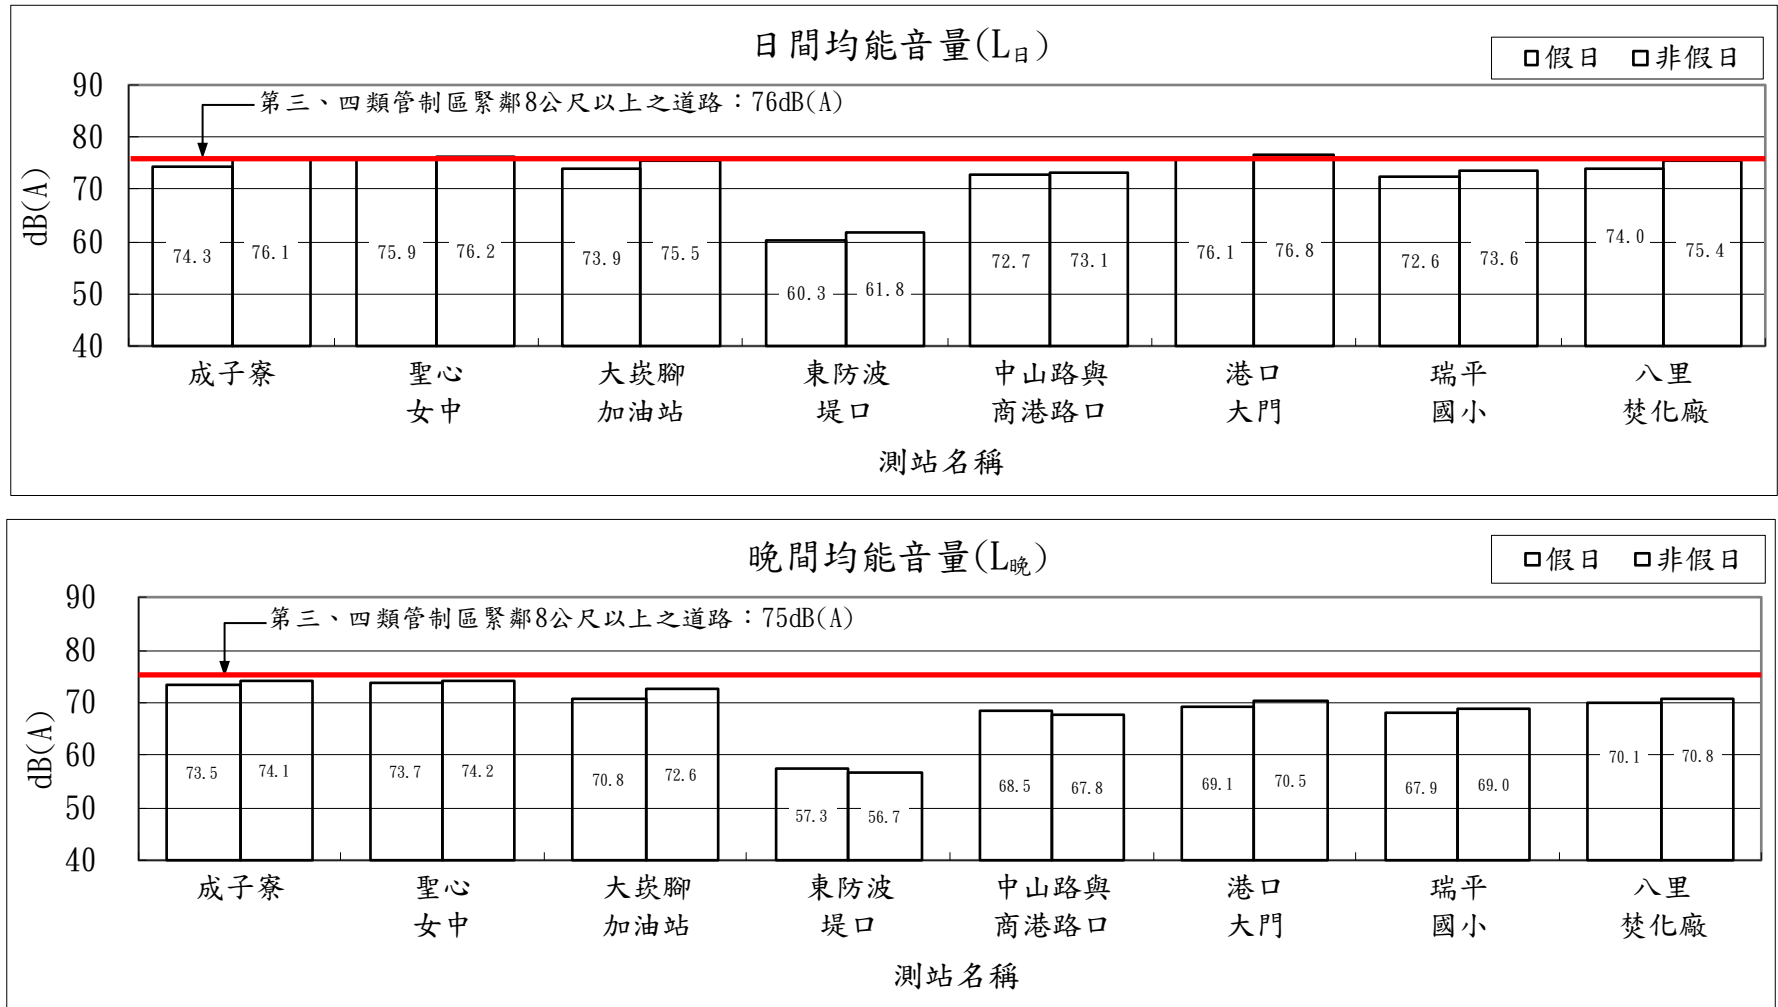 日間均能音量(L日)
假日 非假日
第三、四類管制區緊鄰8公尺以上之道路：76dB(A)
90
80
70
60
50
40
dB(A)
74.3 76.1 75.9 76.2 73.9 75.5 60.3 61.8 72.7 73.1 76.1 76.8 72.6 73.6 74.0 75.4
成子寮 聖心 大崁腳 東防波 中山路與 港口 瑞平 八里
女中 加油站 堤口 商港路口 大門 國小 焚化廠
測站名稱
晚間均能音量(L晚)
假日 非假日
第三、四類管制區緊鄰8公尺以上之道路：75dB(A)
90
80
70
60
50
40
dB(A)
73.5 74.1 73.7 74.2 70.8 72.6 57.3 56.7 68.5 67.8 69.1 70.5 67.9 69.0 70.1 70.8
成子寮 聖心 大崁腳 東防波 中山路與 港口 瑞平 八里
女中 加油站 堤口 商港路口 大門 國小 焚化廠
測站名稱